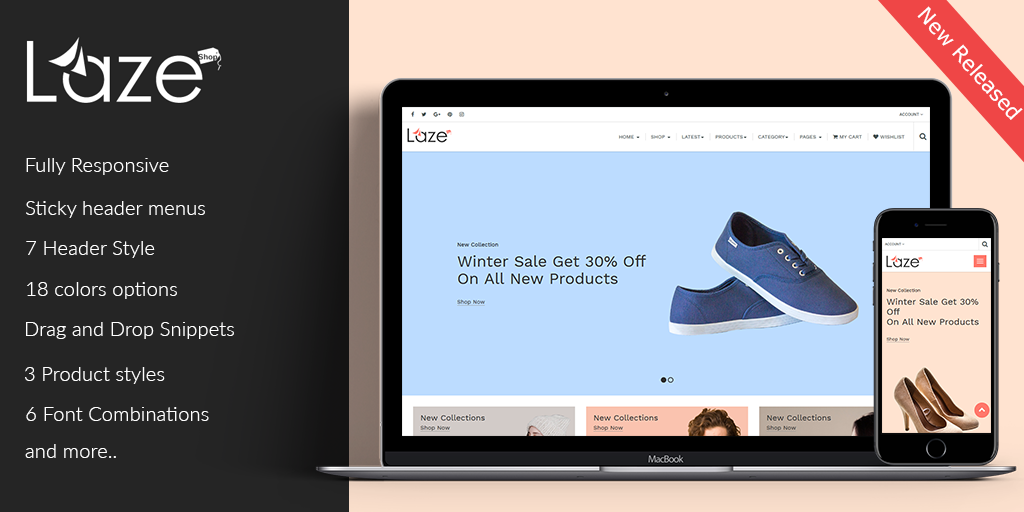 Laze
Shop
Fully Responsive
Sticky header menus
7 Header Style
18 colors options
Drag and Drop Snippets
3 Product styles
6 Font Combinations
and more..
New Released
ACCOUNT
Laze
HOME SHOP LATEST PRODUCTS CATEGORY PAGES MY CART WISHLIST
New Collection
Winter Sale Get 30% Off
On All New Products
Shop Now
New Collections
Shop Now
New Collections
Shop Now
New Collections
Shop Now
MacBook
ACCOUNT
Laze
New Collection
Winter Sale Get 30%
Off
On All New Products
Shop Now